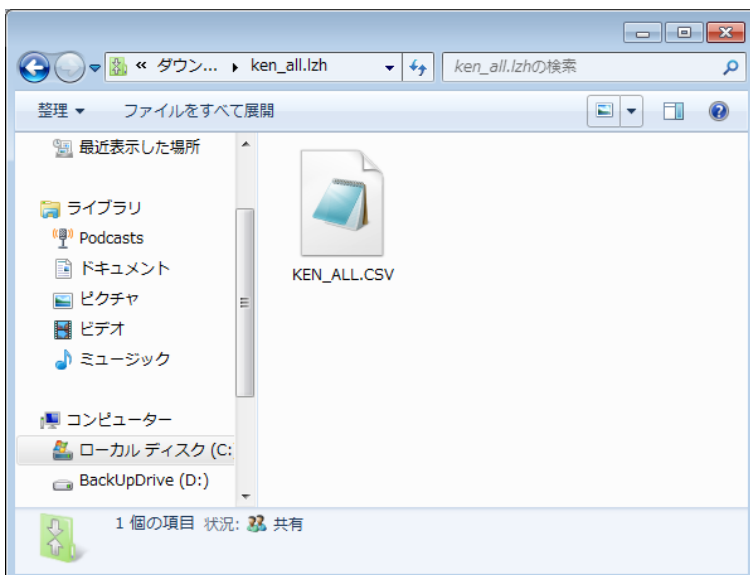 « ダウン... ▸ ken_all.lzh
ken_all.lzhの検索
整理 ▼ ファイルをすべて展開
最近表示した場所
ライブラリ
Podcasts
ドキュメント
ピクチャ
ビデオ
ミュージック
コンピューター
ローカル ディスク (C:
BackUpDrive (D:)
KEN_ALL.CSV
1 個の項目 状況: 共有